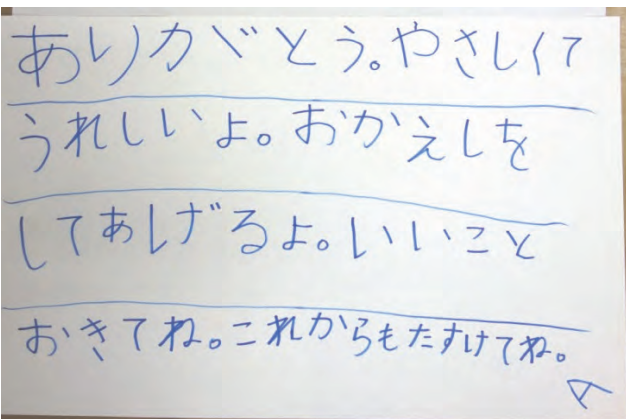 ありがとう。やさしくて
うれしいよ。おかえしを
してあげるよ。いいこと
おきてね。これからもたすけてね。
A